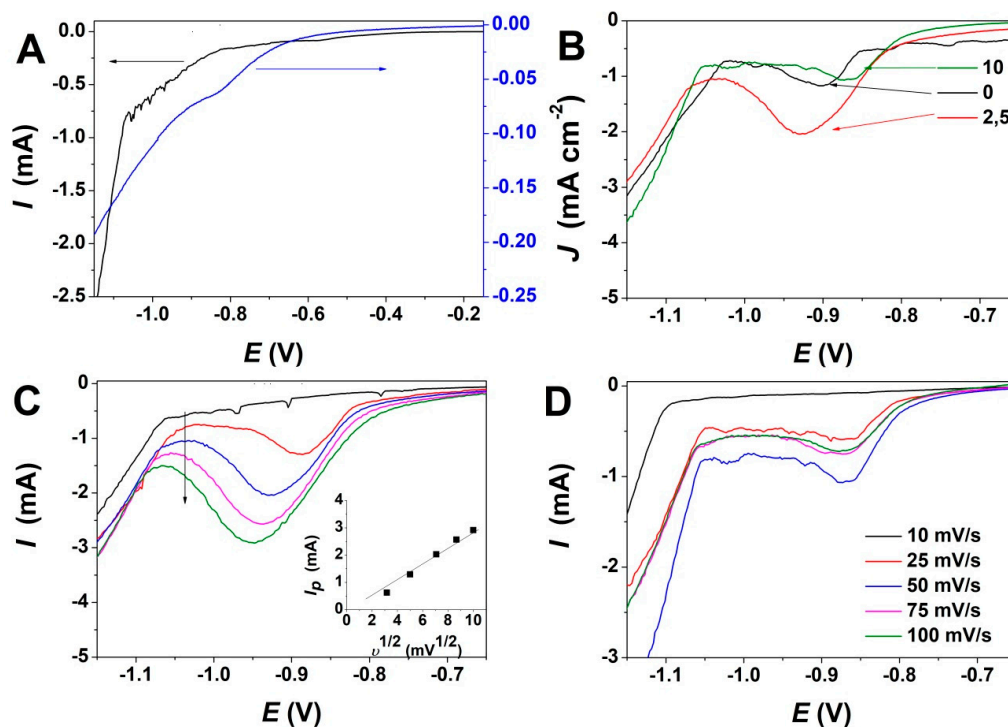 A
I (mA)
0.0
-0.5
-1.0
-1.5
-2.0
-2.5
0.00
-0.05
-0.10
-0.15
-0.20
0.25
-1.0 -0.8 -0.6 -0.4 -0.2
E (V)
B
J (mA cm-2)
0
-1
-2
-3
-4
-5
10
0
2,5
-1.1 -1.0 -0.9 -0.8 -0.7
E (V)
C
I (mA)
0
-1
-2
-3
-4
-5
-1.1 -1.0 -0.9 -0.8 -0.7
E (V)
Ip (mA)
4
3
2
1
0
0 2 4 6 8 10
υ1/2 (mV1/2)
D
I (mA)
0
-1
-2
-3
10 mV/s
25 mV/s
50 mV/s
75 mV/s
100 mV/s
-1.1 -1.0 -0.9 -0.8 -0.7
E (V)